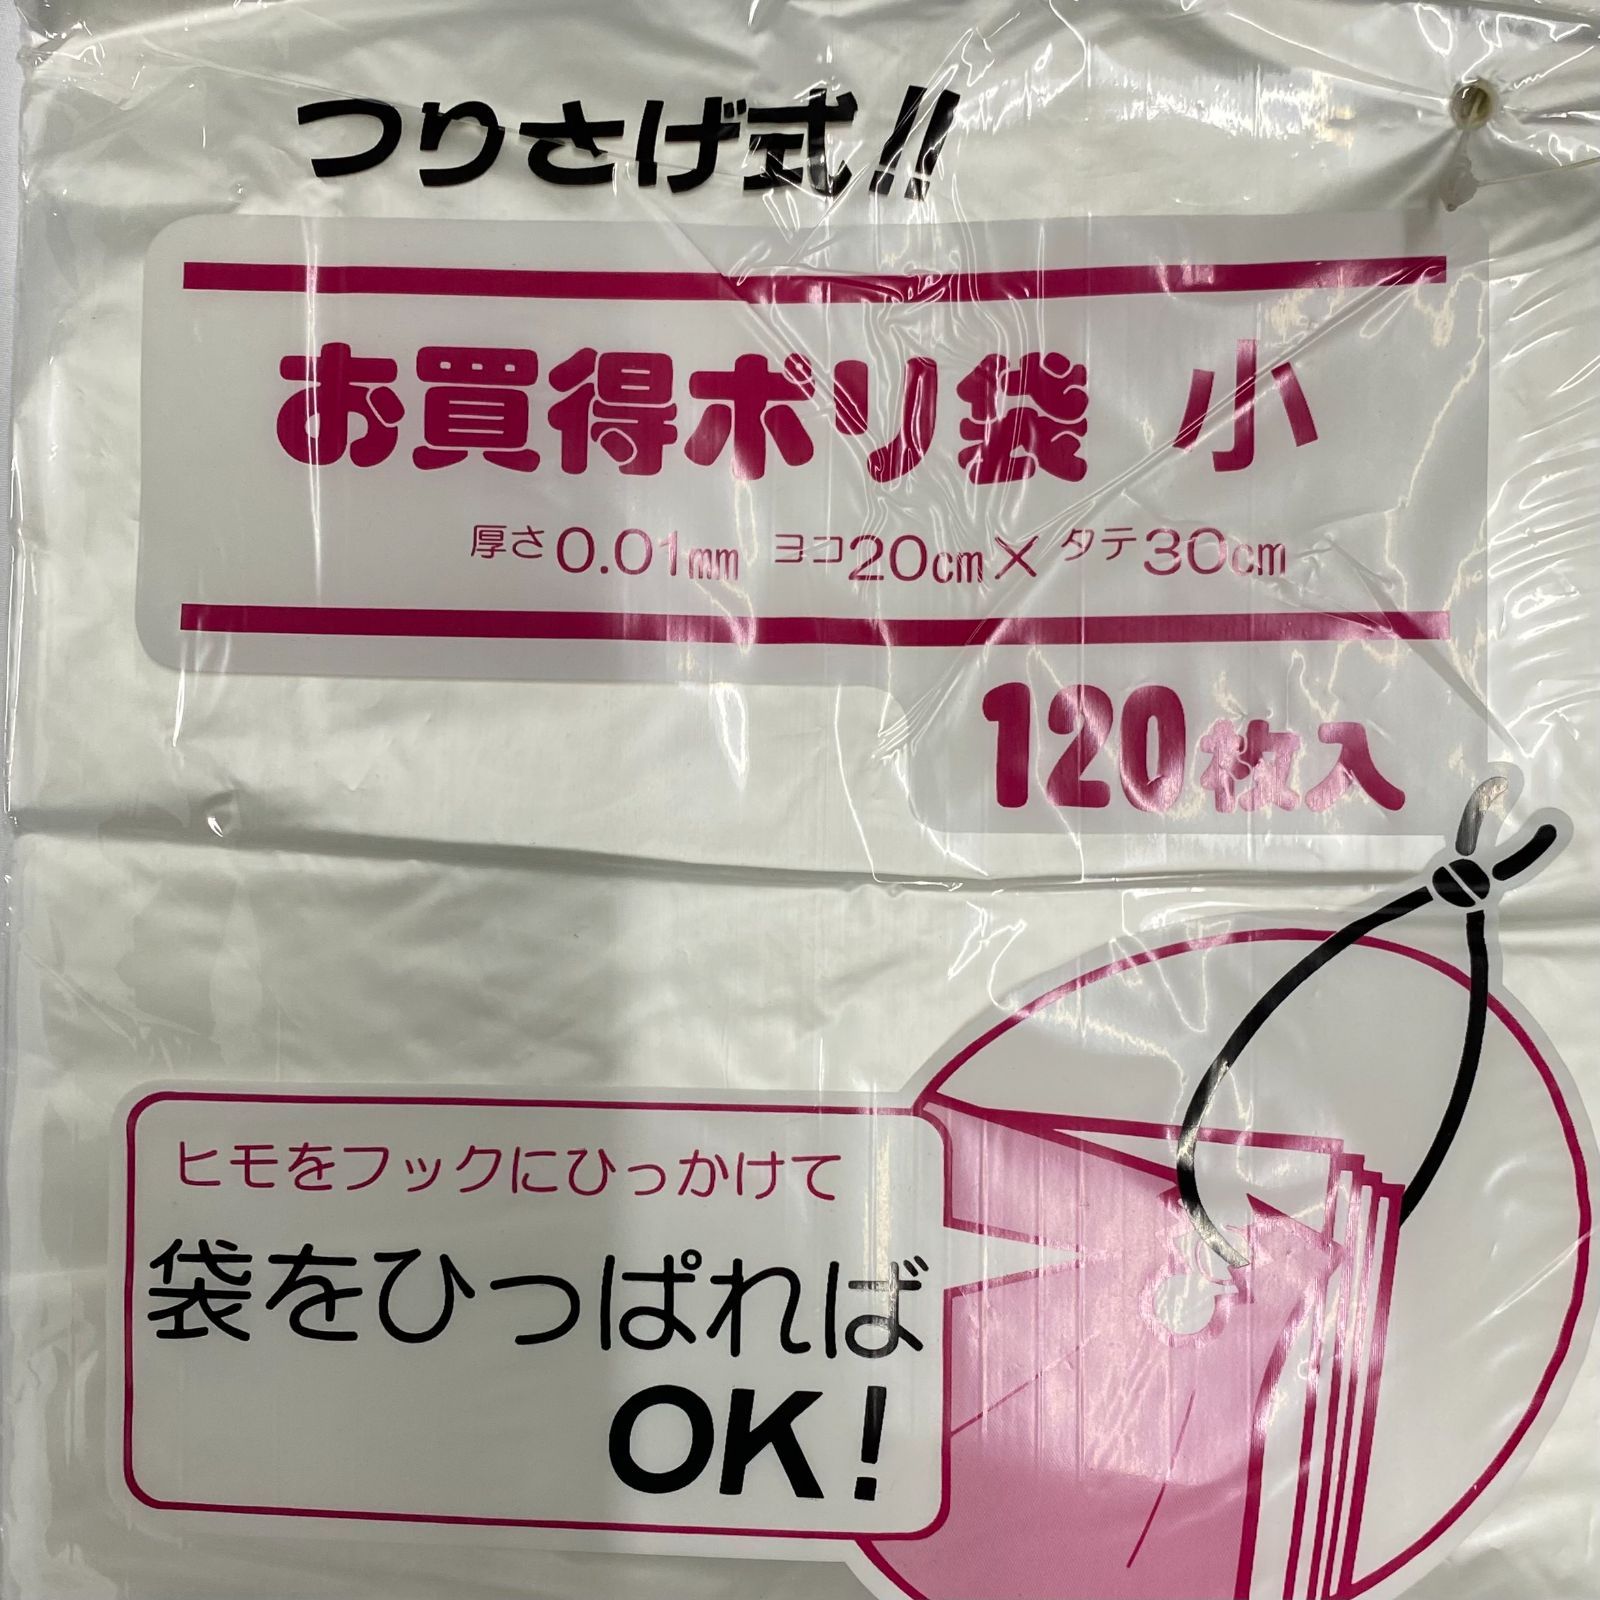 つりさげ式!!
お買得ポリ袋 小
厚さ0.01mm ヨコ20cm×タテ30cm
120枚入
ヒモをフックにひっかけて
袋をひっぱれば
OK!